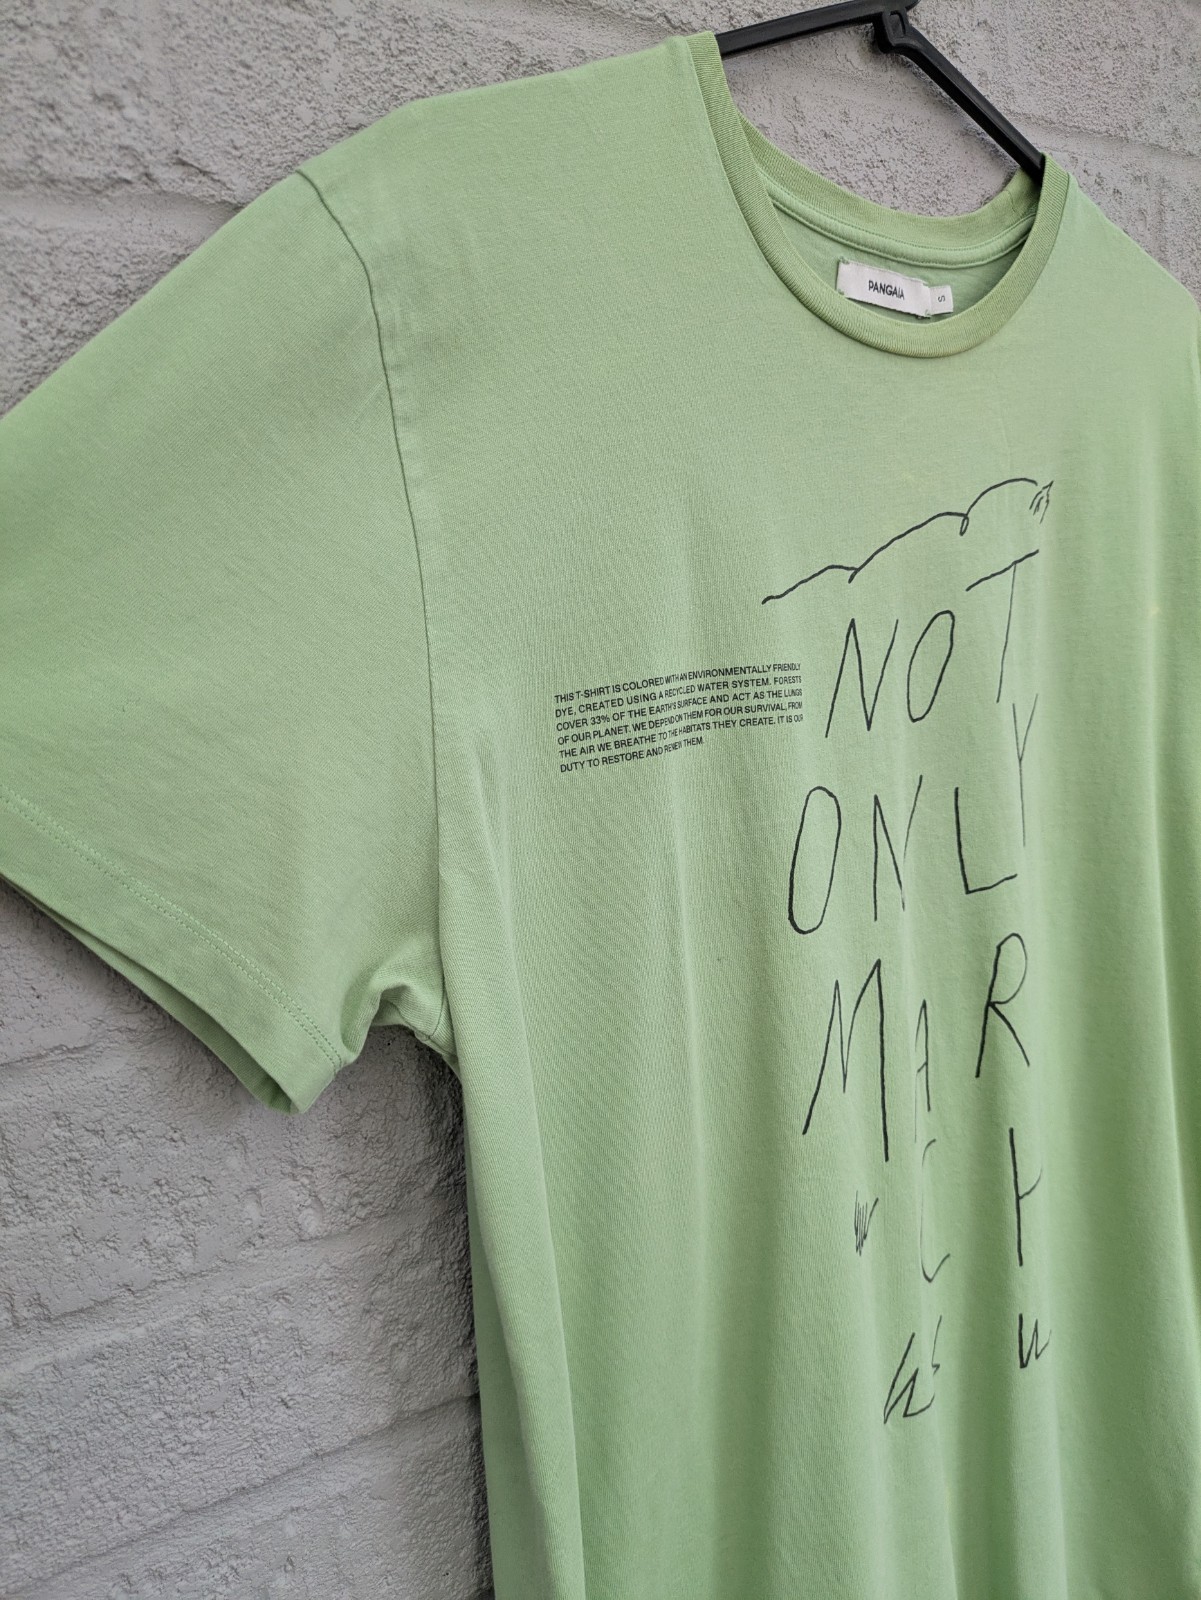 PANGAIA
S
NOT
ONLY
MAR
THIS T-SHIRT IS COLORED WITH AN ENVIRONMENTALLY FRIENDLY
DYE, CREATED USING A RECYCLED WATER SYSTEM. FORESTS
COVER 33% OF THE EARTH'S SURFACE AND ACT AS THE LUNGS
OF OUR PLANET. WE DEPEND ON THEM FOR OUR SURVIVAL, FROM
THE AIR WE BREATHE TO THE HABITATS THEY CREATE. IT IS OUR
DUTY TO RESTORE AND RENEW THEM.